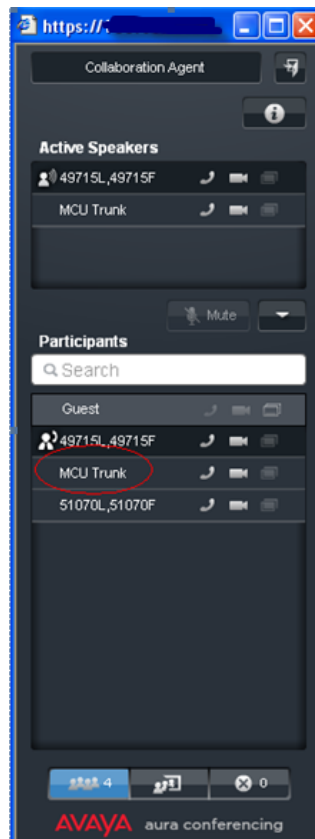 https://
Collaboration Agent
Active Speakers
49715L,49715F
MCU Trunk
Mute
Participants
Search
Guest
49715L,49715F
MCU Trunk
51070L,51070F
4
0
AVAYA aura conferencing